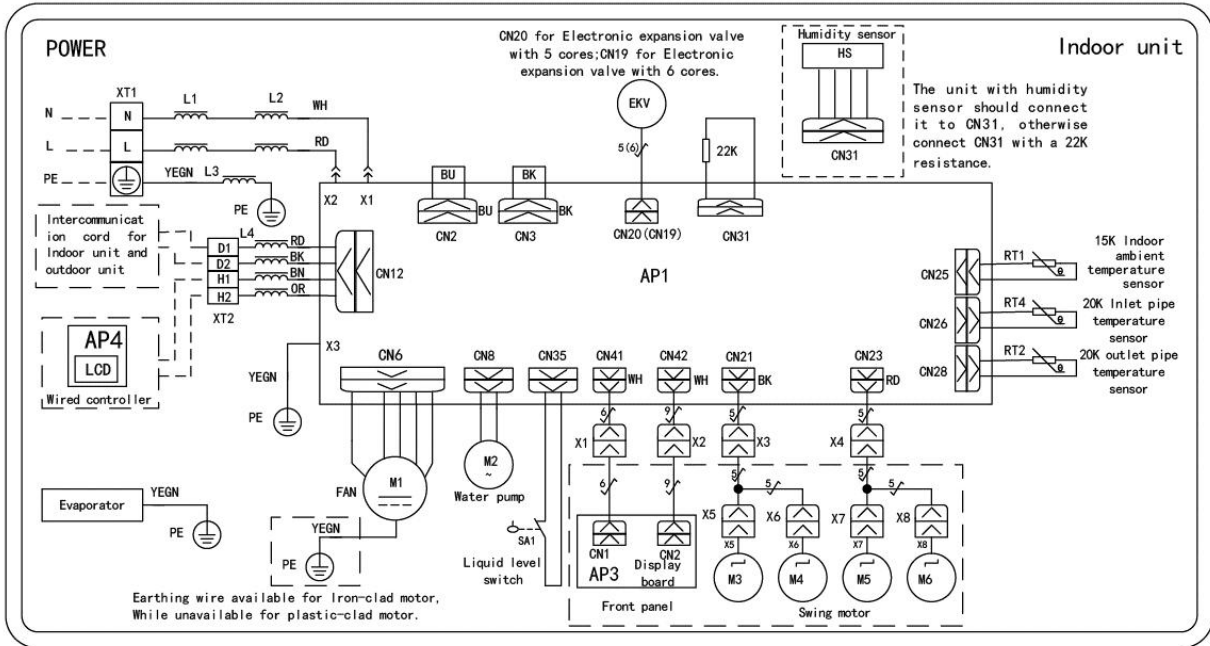 POWER
Indoor unit
CN20 for Electronic expansion valve
with 5 cores;CN19 for Electronic
expansion valve with 6 cores.
Humidity sensor
HS
CN31
The unit with humidity
sensor should connect
it to CN31, otherwise
connect CN31 with a 22K
resistance.
XT1
L1
L2
WH
N
N
L
L
RD
PE
YEGN
L3
PE
X2
X1
EKV
5(6)
22K
BU
BU
CN2
BK
BK
CN3
CN20(CN19)
CN31
Intercommunicat
ion cord for
Indoor unit and
outdoor unit
L4
D1
RD
D2
BK
H1
BN
H2
OR
XT2
CN12
AP1
CN25
RT1
θ
15K Indoor
ambient
temperature
sensor
CN26
RT4
θ
20K Inlet pipe
temperature
sensor
CN28
RT2
θ
20K outlet pipe
temperature
sensor
AP4
LCD
Wired controller
X3
YEGN
PE
CN6
CN8
CN35
CN41
WH
CN42
WH
CN21
BK
CN23
RD
6
9
5
5
X1
X2
X3
X4
6
9
5
5
5
5
M1
FAN
YEGN
PE
M2
~
Water pump
SA1
Liquid level
switch
X5
X6
X7
X8
X5
X6
X7
X8
CN1
CN2
AP3
Display
board
M3
M4
M5
M6
Front panel
Swing motor
Evaporator
YEGN
PE
Earthing wire available for Iron-clad motor,
While unavailable for plastic-clad motor.